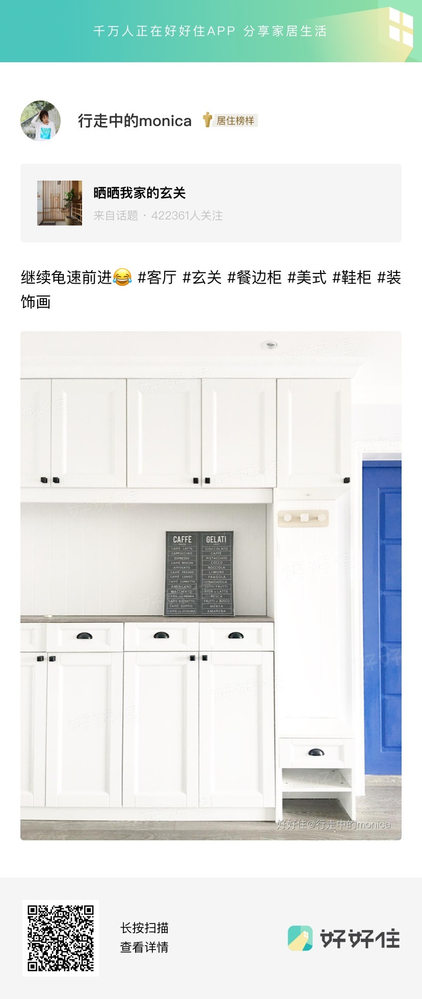 千万人正在好好住APP 分享家居生活
行走中的monica 居住榜样
晒晒我家的玄关
来自话题 · 422361人关注
继续龟速前进😂 #客厅 #玄关 #餐边柜 #美式 #鞋柜 #装
饰画
CAFFÈ
PIAZZA
CAFFÈ LATTE
CAPPUCCINO
ESPRESSO
CAFFÈ MOCHA
AFFOGATO
CAFFÈ FREDDO
CAFFÈ LUNGO
CAFFÈ CORRETTO
AMERICANO
MACCHIATO
CAFFÈ CON PANNA
CAFFÈ RISTRETTO
CAFFÈ DOPPIO
CAFFÈ CON SCHIUMA
GELATI
LIDO
CIOCCOLATO
CAFFÈ
PISTACCHIO
COCCO
NOCCIOLA
LIMONE
FRAGOLA
STRACCIATELLA
TUTTI FRUTTI
FIOR DI LATTE
PESCA
FRUTTI DI BOSCO
MENTA
AMARENA
好好住@行走中的monica
长按扫描
查看详情
好好住